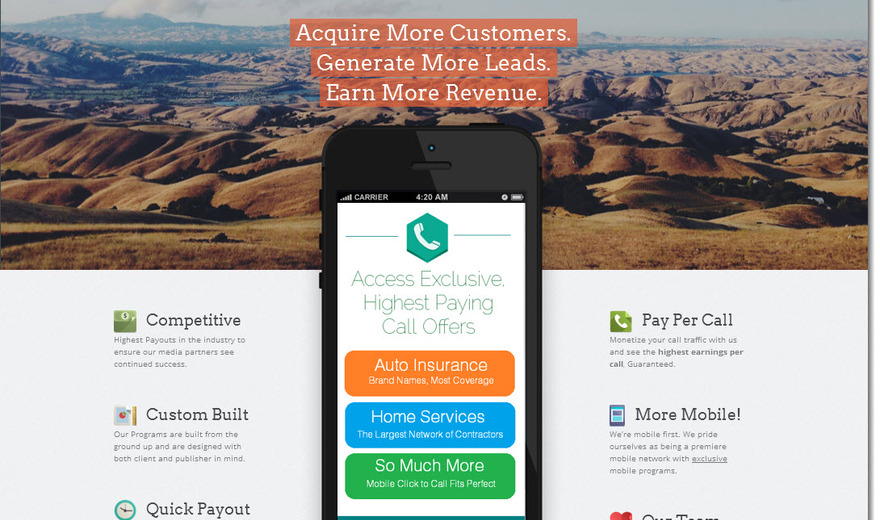 Acquire More Customers.
Generate More Leads.
Earn More Revenue.
CARRIER 4:20 AM
Access Exclusive,
Highest Paying
Call Offers
Auto Insurance
Brand Names, Most Coverage
Home Services
The Largest Network of Contractors
So Much More
Mobile Click to Call Fits Perfect
Competitive
Highest Payouts in the industry to
ensure our media partners see
continued success.
Custom Built
Our Programs are built from the
ground up and are designed with
both client and publisher in mind.
Quick Payout
Pay Per Call
Monetize your call traffic with us
and see the highest earnings per
call, Guaranteed.
More Mobile!
We're mobile first. We pride
ourselves as being a premiere
mobile network with exclusive
mobile programs.
Our Team